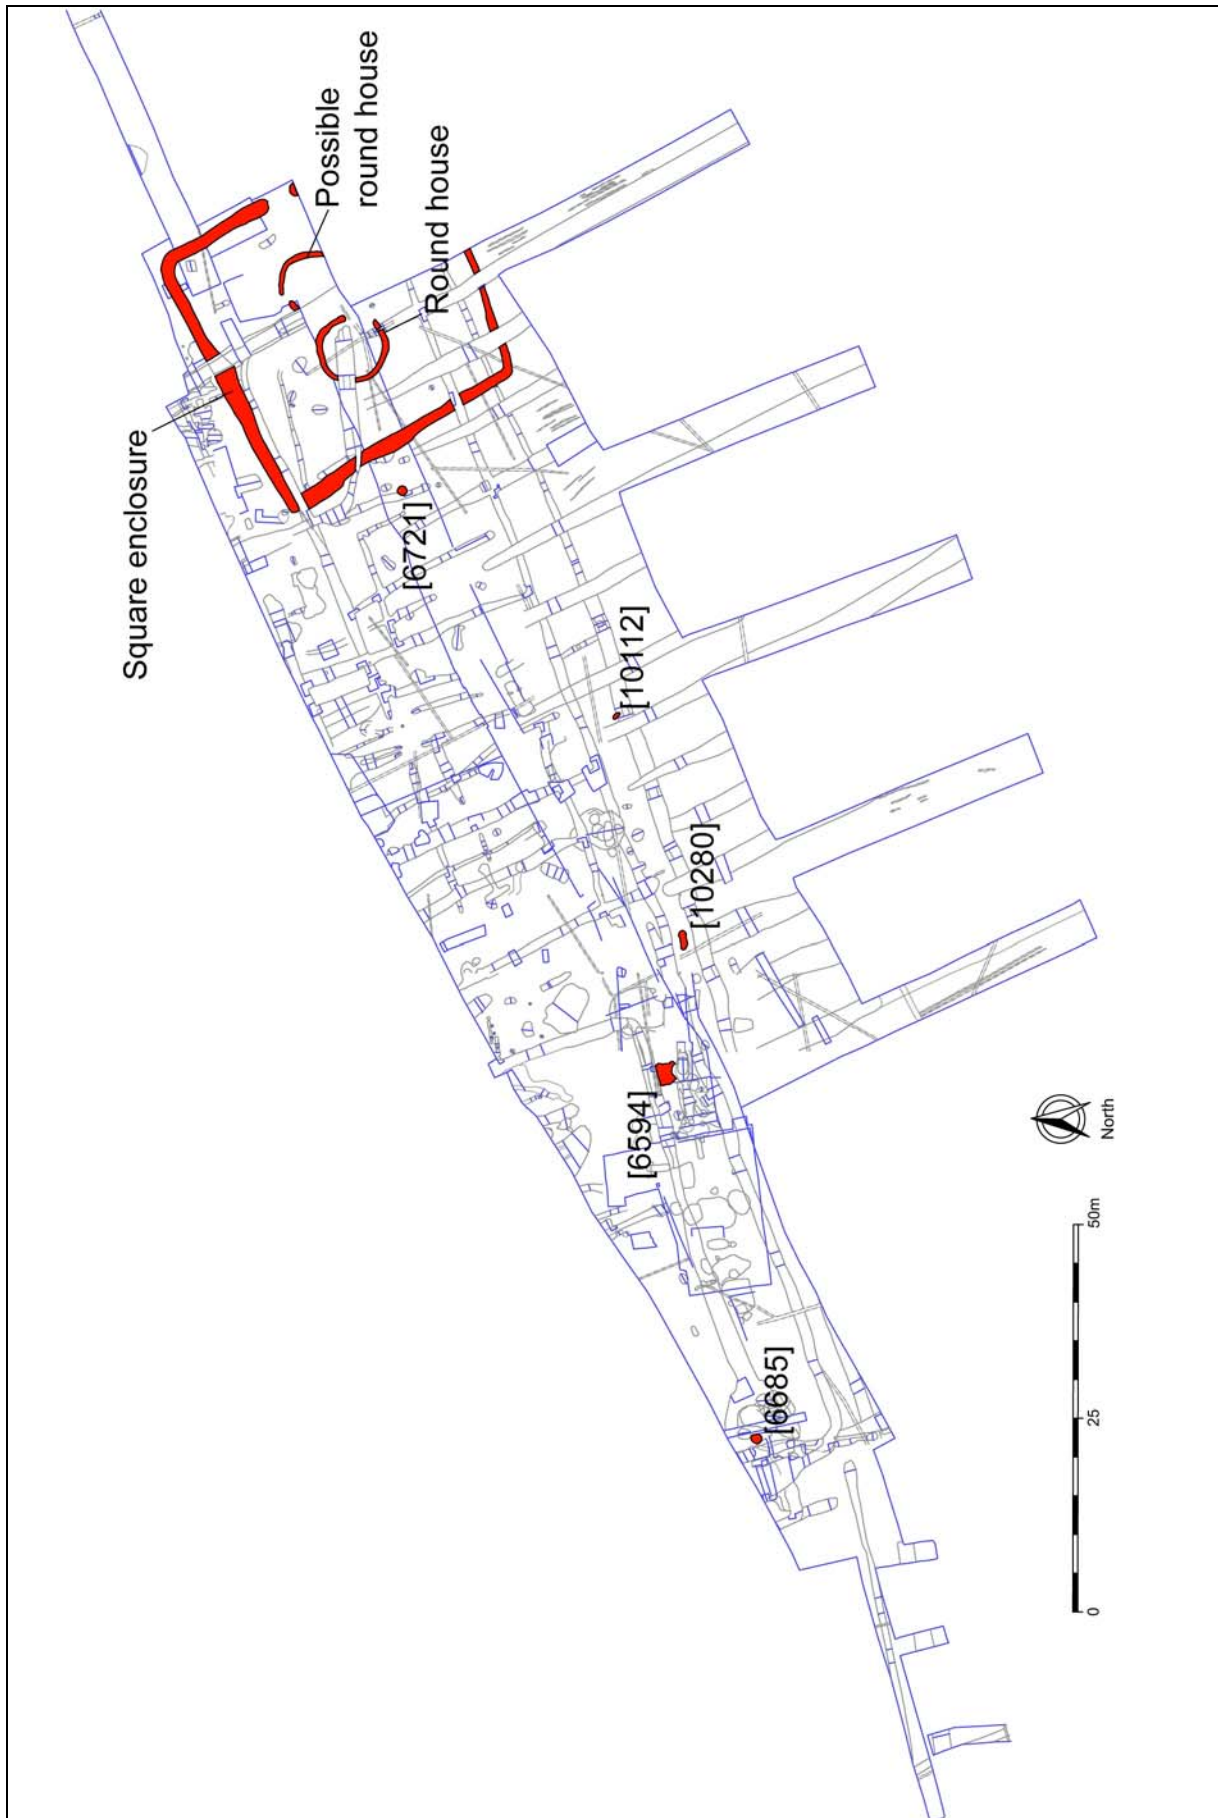 Square enclosure
Possible
round house
Round house
[6721]
[10112]
[10280]
[6594]
[6685]
North
0
25
50m